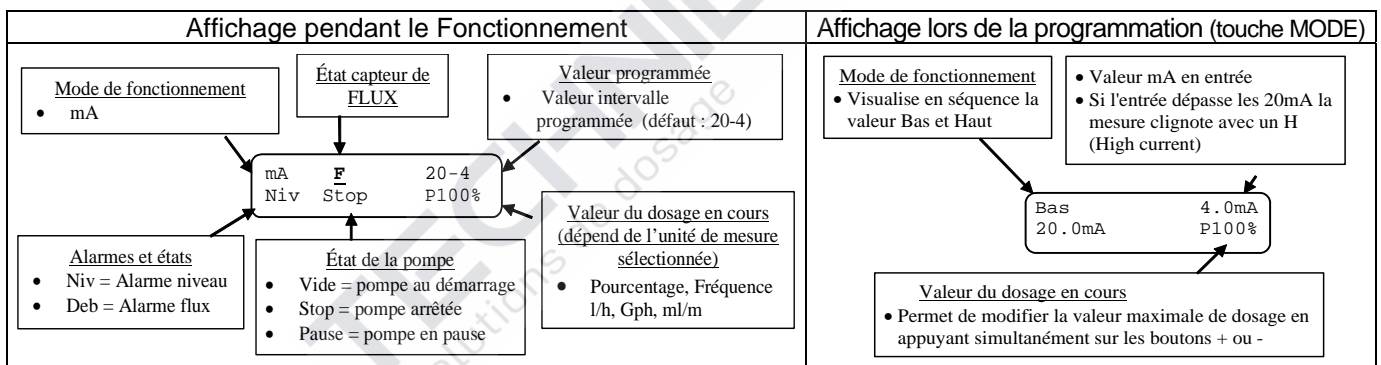 Affichage pendant le Fonctionnement
Mode de fonctionnement
• mA
État capteur de
FLUX
Valeur programmée
• Valeur intervalle
programmée (défaut : 20-4)
mA F 20-4
Niv Stop P100%
Alarmes et états
• Niv = Alarme niveau
• Deb = Alarme flux
État de la pompe
• Vide = pompe au démarrage
• Stop = pompe arrêtée
• Pause = pompe en pause
Valeur du dosage en cours
(dépend de l’unité de mesure
sélectionnée)
• Pourcentage, Fréquence
l/h, Gph, ml/m
Affichage lors de la programmation (touche MODE)
Mode de fonctionnement
• Visualise en séquence la
valeur Bas et Haut
• Valeur mA en entrée
• Si l'entrée dépasse les 20mA la
mesure clignote avec un H
(High current)
Bas 4.0mA
20.0mA P100%
Valeur du dosage en cours
• Permet de modifier la valeur maximale de dosage en
appuyant simultanément sur les boutons + ou -